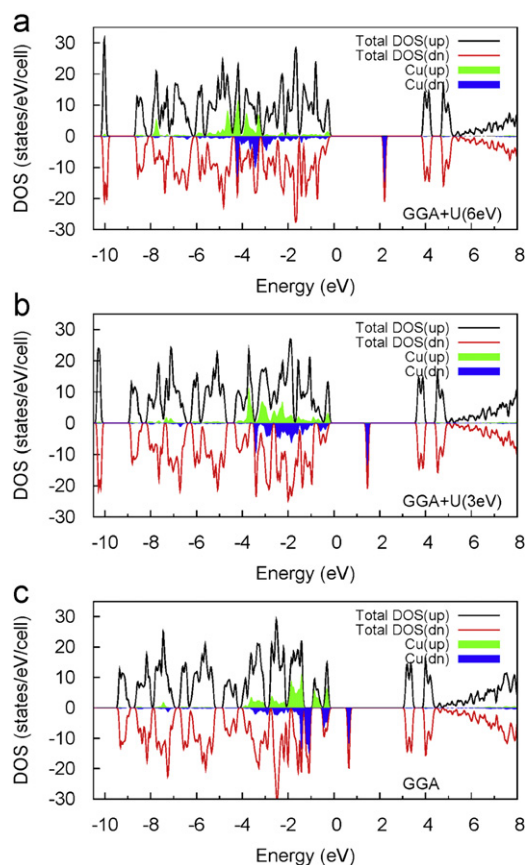 a
DOS (states/eV/cell)
30
20
10
0
-10
-20
-30
Total DOS(up)
Total DOS(dn)
Cu(up)
Cu(dn)
GGA+U(6eV)
-10 -8 -6 -4 -2 0 2 4 6 8
Energy (eV)
b
DOS (states/eV/cell)
30
20
10
0
-10
-20
-30
Total DOS(up)
Total DOS(dn)
Cu(up)
Cu(dn)
GGA+U(3eV)
-10 -8 -6 -4 -2 0 2 4 6 8
Energy (eV)
c
DOS (states/eV/cell)
30
20
10
0
-10
-20
-30
Total DOS(up)
Total DOS(dn)
Cu(up)
Cu(dn)
GGA
-10 -8 -6 -4 -2 0 2 4 6 8
Energy (eV)